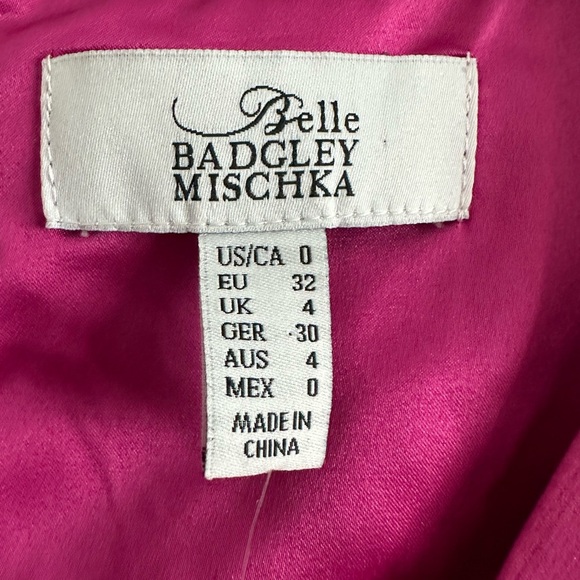 Belle
BADGLEY
MISCHKA
US/CA 0
EU 32
UK 4
GER 30
AUS 4
MEX 0
MADE IN
CHINA